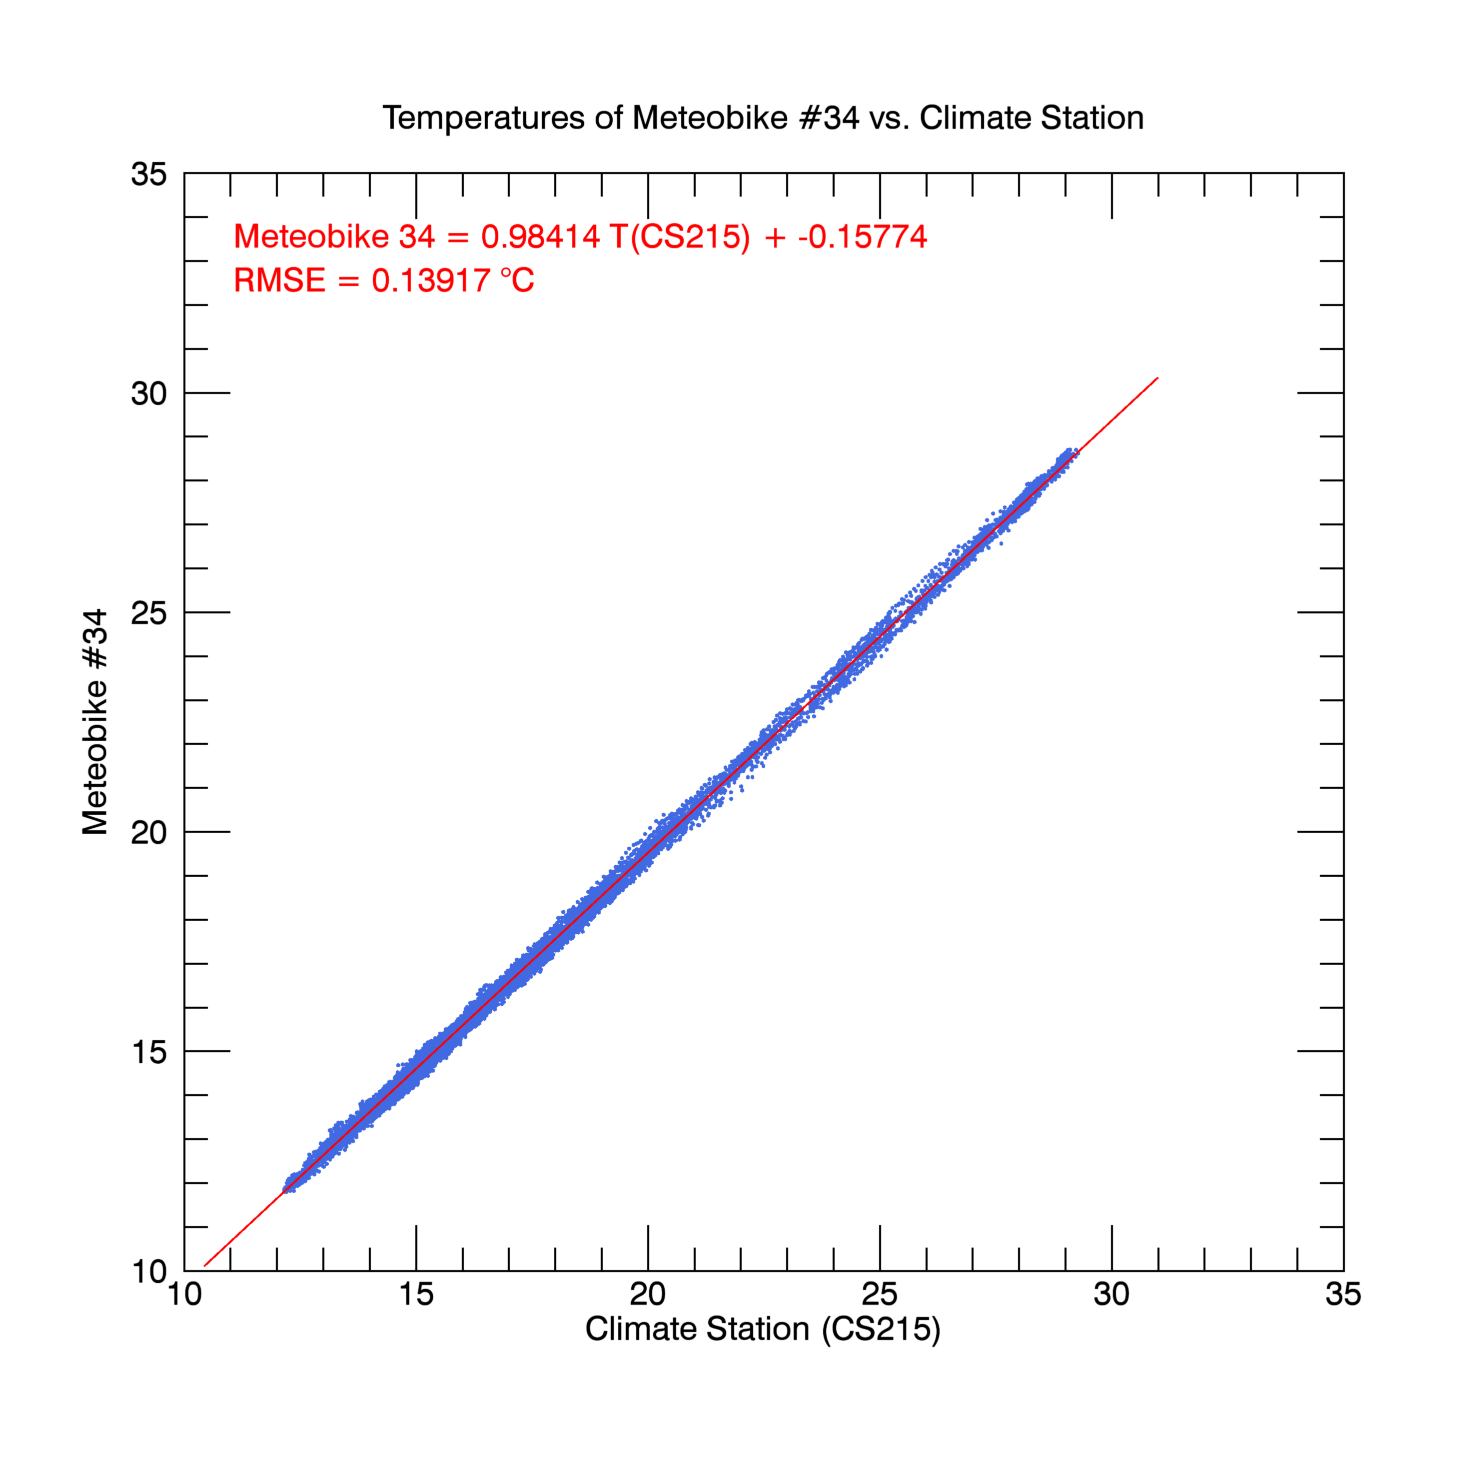 Temperatures of Meteobike #34 vs. Climate Station
35
Meteobike 34 = 0.98414 T(CS215) + -0.15774
RMSE = 0.13917 °C
30
25
Meteobike #34
20
15
10
10 15 20 25 30 35
Climate Station (CS215)